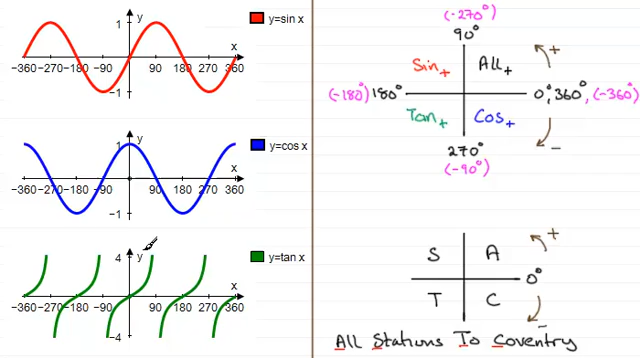 1 y
y=sin x
x
−360 −270 −180 −90 90 180 270 360
−1
1 y
y=cos x
x
−360 −270 −180 −90 90 180 270 360
−1
4 y
y=tan x
x
−360 −270 −180 −90 90 180 270 360
−4
(-270°)
90°
Sin+ All+ +
(-180°) 180° 0°,360°, (-360°)
Tan+ Cos+ −
270°
(-90°)
S A +
0°
T C −
All Stations To Coventry